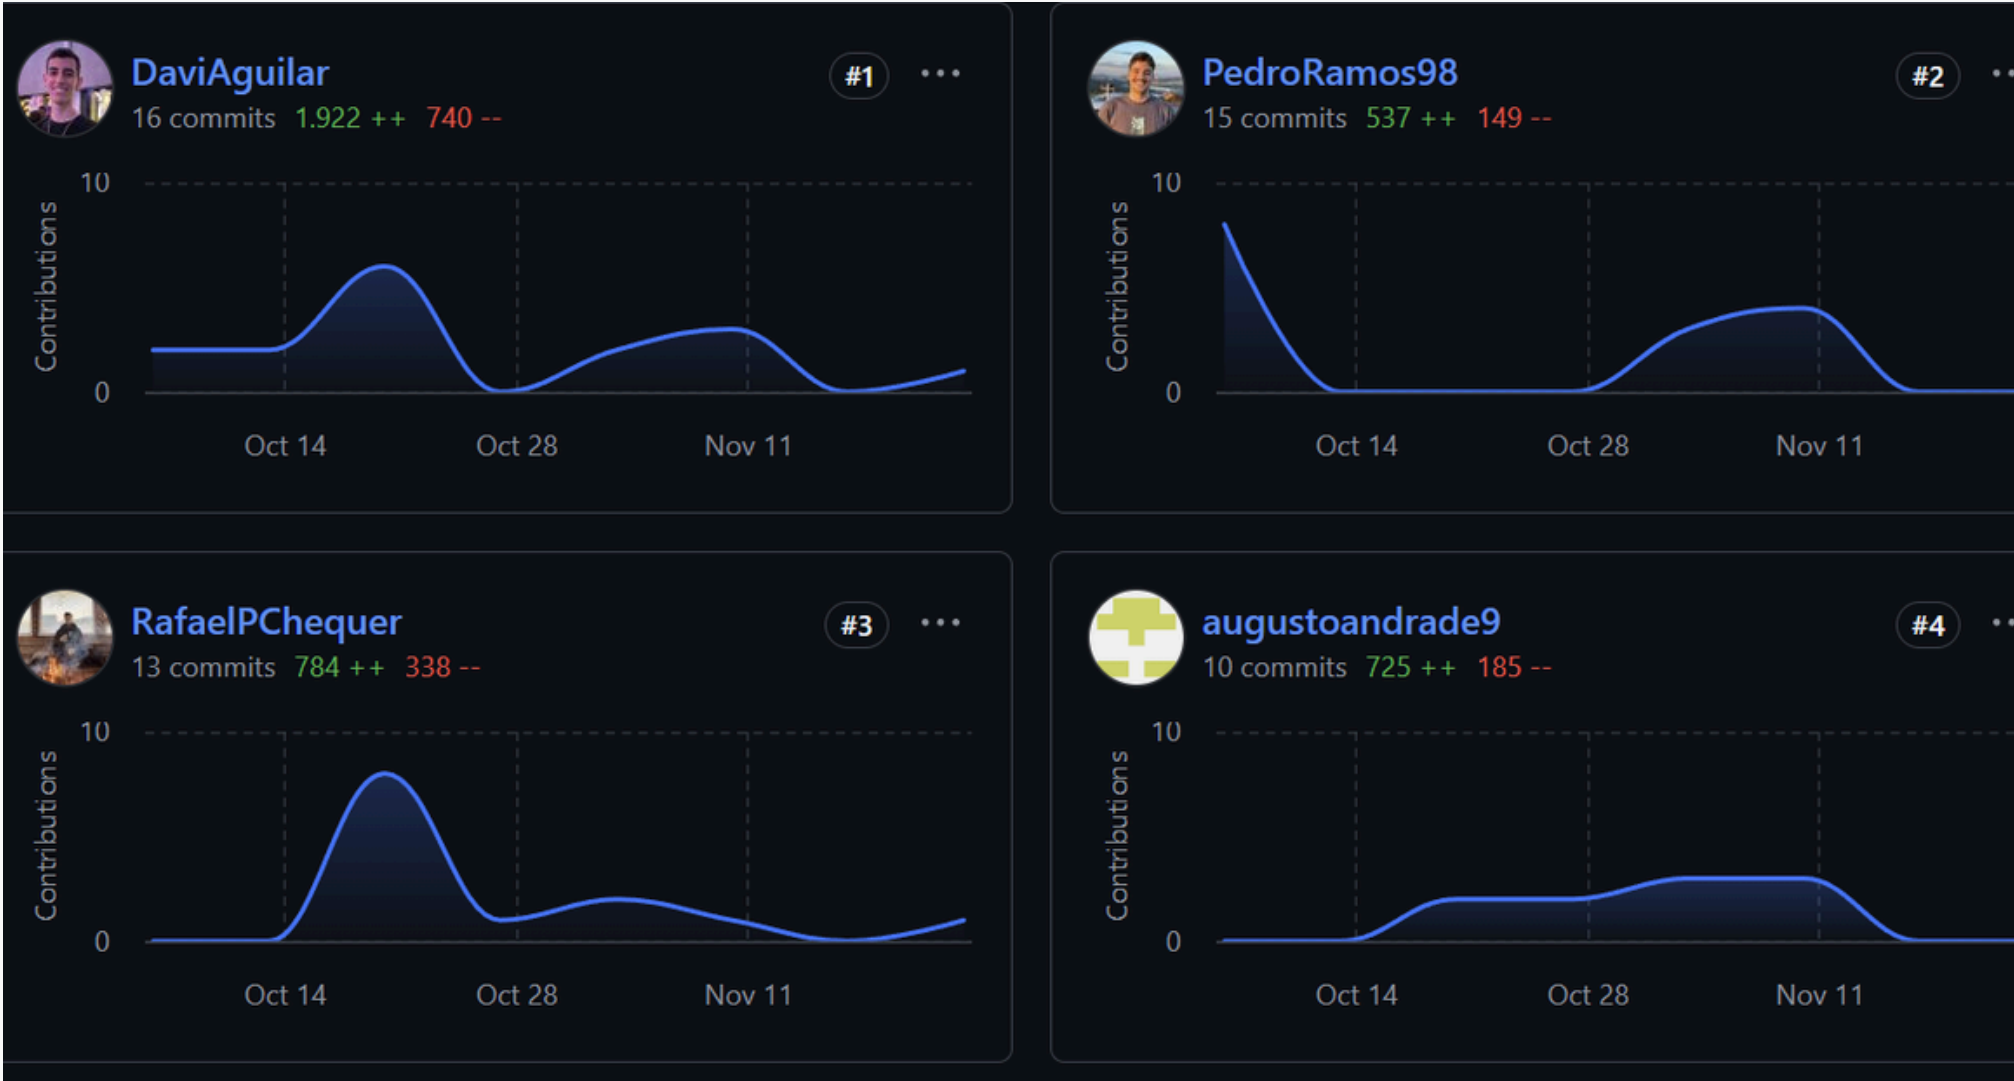 DaviAguilar #1
16 commits 1.922 ++ 740 --
10
Contributions
0
Oct 14 Oct 28 Nov 11
PedroRamos98 #2
15 commits 537 ++ 149 --
10
Contributions
0
Oct 14 Oct 28 Nov 11
RafaelPChequer #3
13 commits 784 ++ 338 --
10
Contributions
0
Oct 14 Oct 28 Nov 11
augustoandrade9 #4
10 commits 725 ++ 185 --
10
Contributions
0
Oct 14 Oct 28 Nov 11